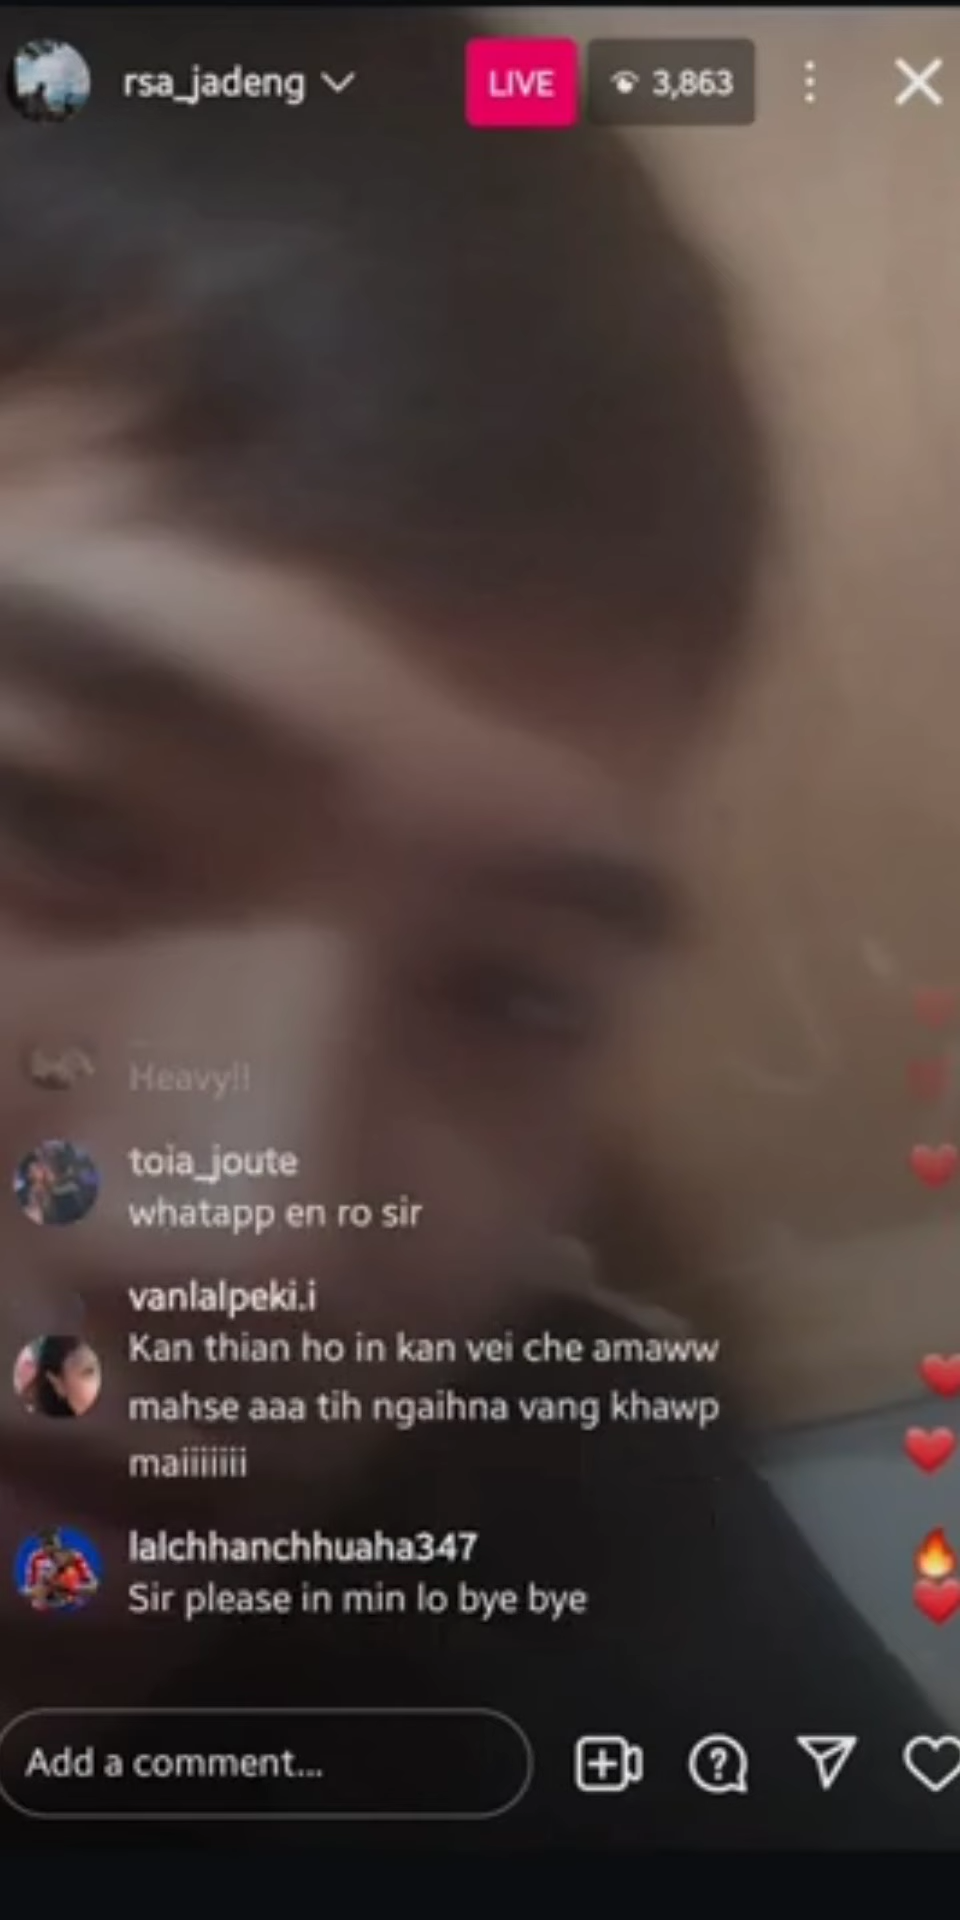 rsa_jadeng
LIVE
3,863
Heavy!!
toia_joute
whatapp en ro sir
vanlalpeki.i
Kan thian ho in kan vei che amaww
mahse aaa tih ngaihna vang khawp
maiiiiiii
lalchhanchhuaha347
Sir please in min lo bye bye
Add a comment...